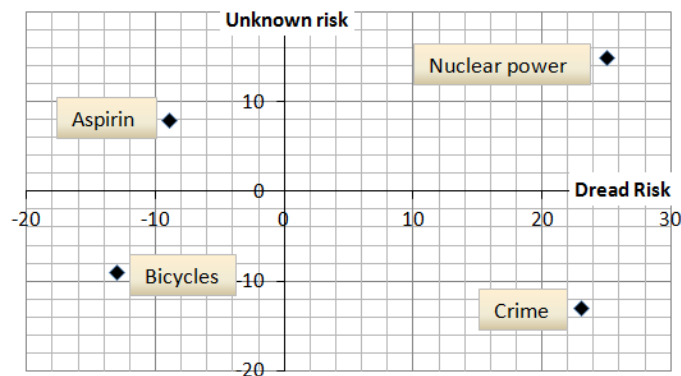 Unknown risk
Nuclear power
10
Aspirin
0
Dread Risk
-20 -10 0 10 20 30
Bicycles
-10
Crime
-20